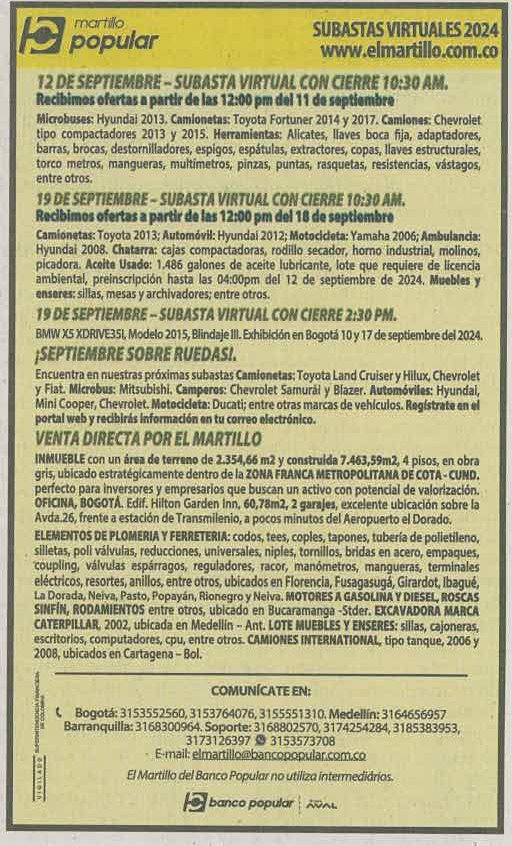 martillo
popular
SUBASTAS VIRTUALES 2024
www.elmartillo.com.co
12 DE SEPTIEMBRE – SUBASTA VIRTUAL CON CIERRE 10:30 AM.
Recibimos ofertas a partir de las 12:00 pm del 11 de septiembre
Microbuses: Hyundai 2013. Camionetas: Toyota Fortuner 2014 y 2017. Camiones: Chevrolet
tipo compactadores 2013 y 2015. Herramientas: Alicates, llaves boca fija, adaptadores,
barras, brocas, destornilladores, espigos, espátulas, extractores, copas, llaves estructurales,
torco metros, mangueras, multímetros, pinzas, puntas, rasquetas, resistencias, vástagos,
entre otros.
19 DE SEPTIEMBRE – SUBASTA VIRTUAL CON CIERRE 10:30 AM.
Recibimos ofertas a partir de las 12:00 pm del 18 de septiembre
Camionetas: Toyota 2013; Automóvil: Hyundai 2012; Motocicleta: Yamaha 2006; Ambulancia:
Hyundai 2008. Chatarra: cajas compactadoras, rodillo secador, horno industrial, molinos,
picadora. Aceite Usado: 1.486 galones de aceite lubricante, lote que requiere de licencia
ambiental, preinscripción hasta las 04:00pm del 12 de septiembre de 2024. Muebles y
enseres: sillas, mesas y archivadores; entre otros.
19 DE SEPTIEMBRE – SUBASTA VIRTUAL CON CIERRE 2:30 PM.
BMW X5 XDRIVE35I, Modelo 2015, Blindaje III. Exhibición en Bogotá 10 y 17 de septiembre del 2024.
¡SEPTIEMBRE SOBRE RUEDAS!.
Encuentra en nuestras próximas subastas Camionetas: Toyota Land Cruiser y Hilux, Chevrolet
y Fiat. Microbus: Mitsubishi. Camperos: Chevrolet Samurái y Blazer. Automóviles: Hyundai,
Mini Cooper, Chevrolet. Motocicleta: Ducati; entre otras marcas de vehículos. Regístrate en el
portal web y recibirás información en tu correo electrónico.
VENTA DIRECTA POR EL MARTILLO
INMUEBLE con un área de terreno de 2.354,66 m2 y construida 7.463,59m2, 4 pisos, en obra
gris, ubicado estratégicamente dentro de la ZONA FRANCA METROPOLITANA DE COTA - CUND.
perfecto para inversores y empresarios que buscan un activo con potencial de valorización.
OFICINA, BOGOTÁ. Edif. Hilton Garden Inn, 60,78m2, 2 garajes, excelente ubicación sobre la
Avda.26, frente a estación de Transmilenio, a pocos minutos del Aeropuerto el Dorado.
ELEMENTOS DE PLOMERIA Y FERRETERIA: codos, tees, coples, tapones, tubería de polietileno,
silletas, poli válvulas, reducciones, universales, niples, tornillos, bridas en acero, empaques,
coupling, válvulas espárragos, reguladores, racor, manómetros, mangueras, terminales
eléctricos, resortes, anillos, entre otros, ubicados en Florencia, Fusagasugá, Girardot, Ibagué,
La Dorada, Neiva, Pasto, Popayán, Rionegro y Neiva. MOTORES A GASOLINA Y DIESEL, ROSCAS
SINFÍN, RODAMIENTOS entre otros, ubicado en Bucaramanga -Stder. EXCAVADORA MARCA
CATERPILLAR, 2002, ubicada en Medellín – Ant. LOTE MUEBLES Y ENSERES: sillas, cajoneras,
escritorios, computadores, cpu, entre otros. CAMIONES INTERNATIONAL, tipo tanque, 2006 y
2008, ubicados en Cartagena – Bol.
VIGILADO SUPERINTENDENCIA FINANCIERA
DE COLOMBIA
COMUNÍCATE EN:
Bogotá: 3153552560, 3153764076, 3155551310. Medellín: 3164656957
Barranquilla: 3168300964. Soporte: 3168802570, 3174254284, 3185383953,
3173126397 3153573708
E-mail: elmartillo@bancopopular.com.co
El Martillo del Banco Popular no utiliza intermediários.
banco popular AVAL